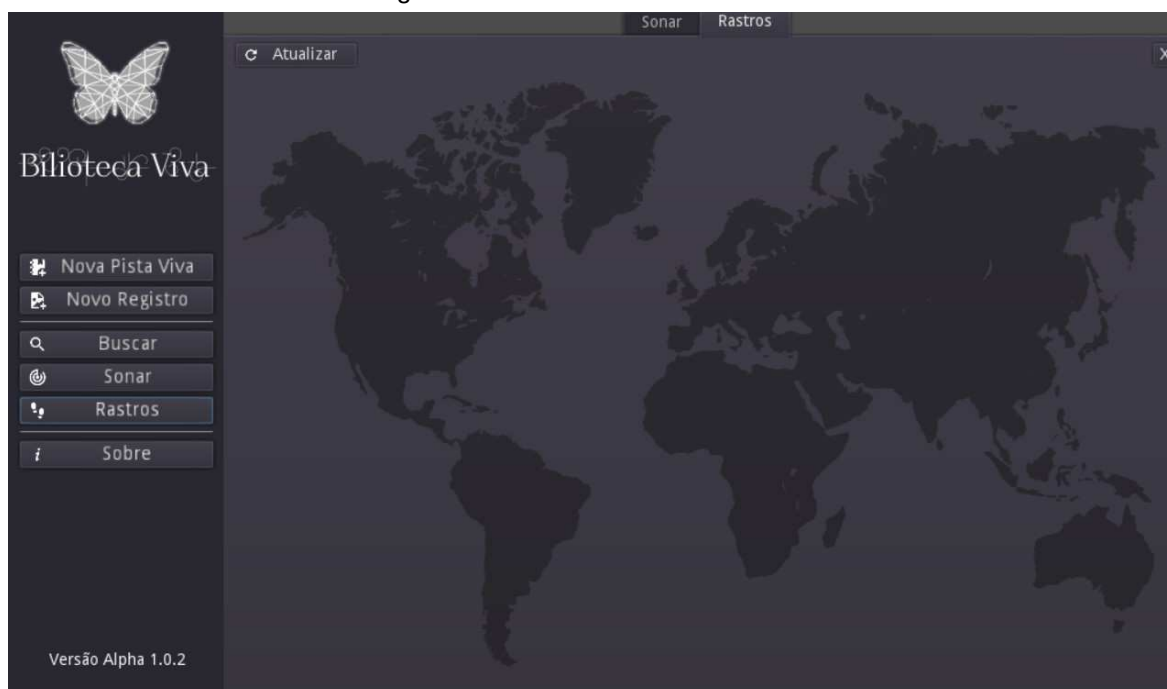 Sonar
Rastros
Atualizar
X
Bilioteca Viva
Nova Pista Viva
Novo Registro
Buscar
Sonar
Rastros
i Sobre
Versão Alpha 1.0.2